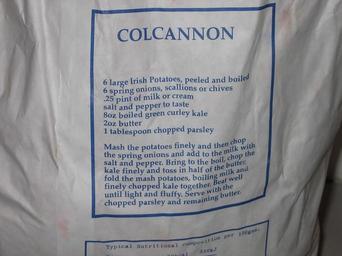 COLCANNON
6 large Irish Potatoes, peeled and boiled
6 spring onions, scallions or chives
.25 pint of milk or cream
salt and pepper to taste
8oz boiled green curley kale
2oz butter
1 tablespoon chopped parsley
Mash the potatoes finely and then chop
the spring onions and add to the milk with
salt and pepper. Bring to the boil, chop the
kale finely and toss in half of the butter,
fold the mash potatoes, boiling milk and
finely chopped kale together. Beat well
until light and fluffy. Serve with the
chopped parsley and remaining butter.
Typical Nutritional composition per 100gms.